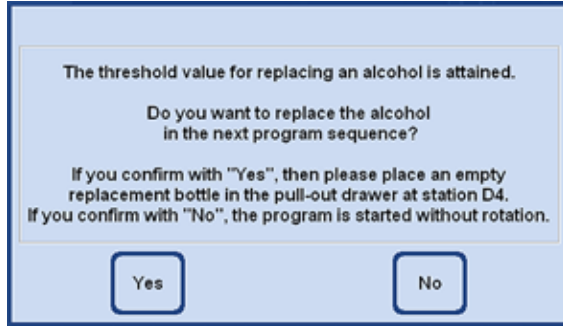 The threshold value for replacing an alcohol is attained.
Do you want to replace the alcohol
in the next program sequence?
If you confirm with "Yes", then please place an empty
replacement bottle in the pull-out drawer at station D4.
If you confirm with "No", the program is started without rotation.
Yes
No